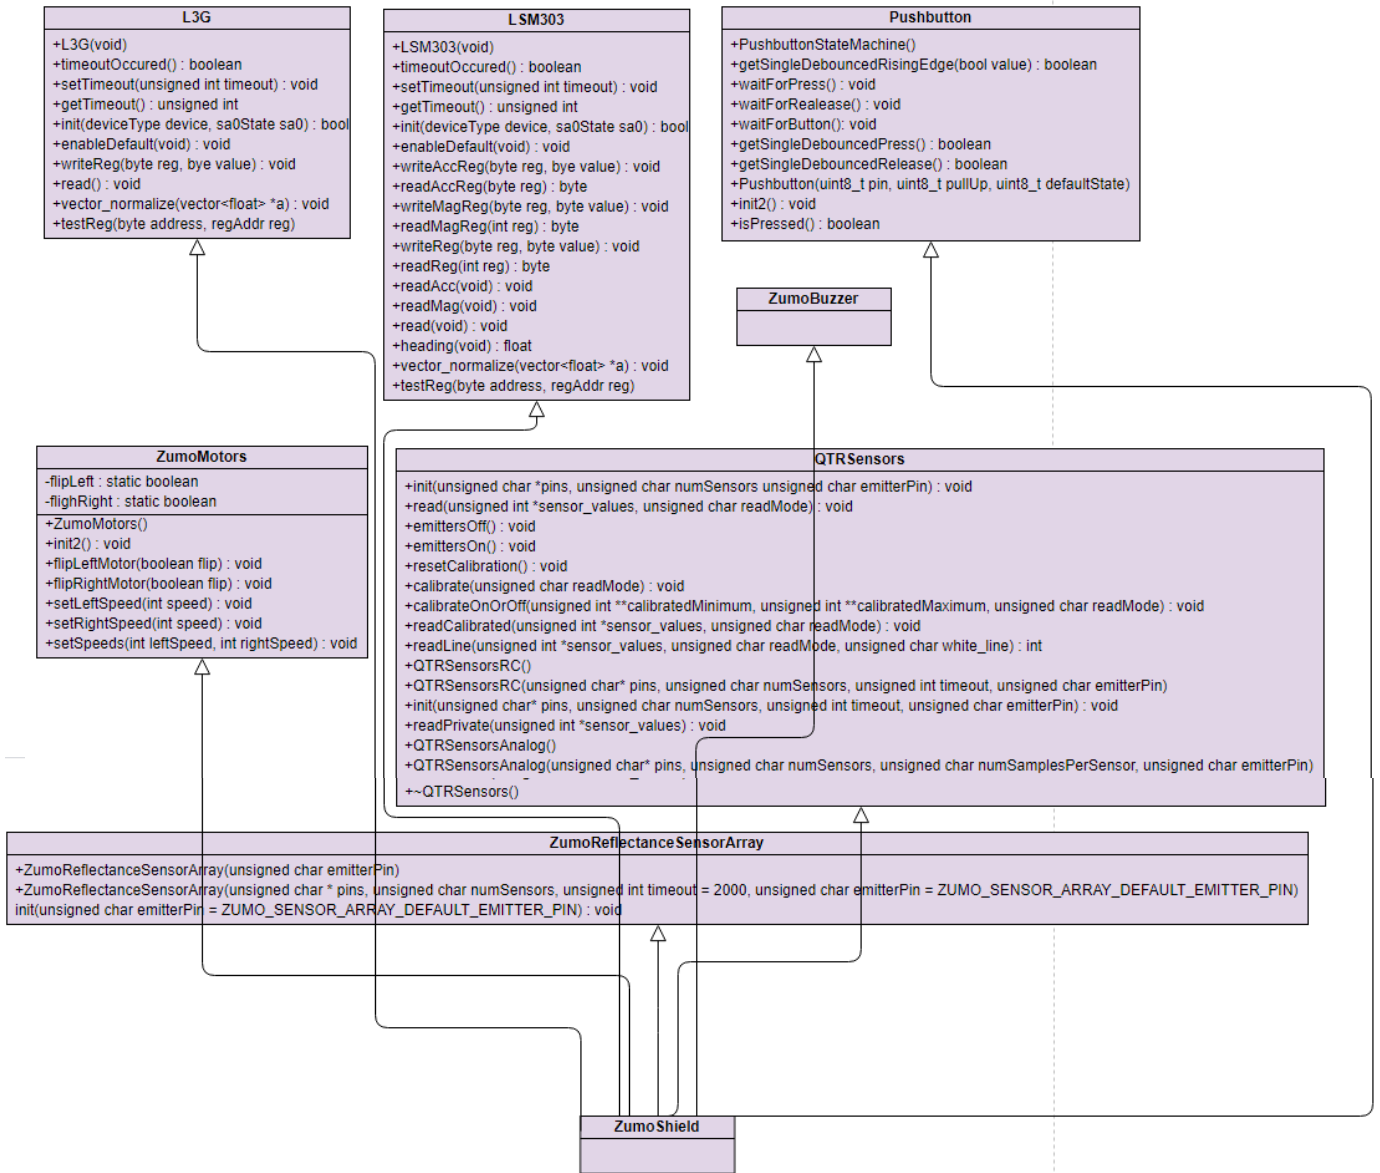 L3G
+L3G(void)
+timeoutOccured() : boolean
+setTimeout(unsigned int timeout) : void
+getTimeout() : unsigned int
+init(deviceType device, sa0State sa0) : bool
+enableDefault(void) : void
+writeReg(byte reg, bye value) : void
+read() : void
+vector_normalize(vector<float> *a) : void
+testReg(byte address, regAddr reg)
LSM303
+LSM303(void)
+timeoutOccured() : boolean
+setTimeout(unsigned int timeout) : void
+getTimeout() : unsigned int
+init(deviceType device, sa0State sa0) : bool
+enableDefault(void) : void
+writeAccReg(byte reg, bye value) : void
+readAccReg(byte reg) : byte
+writeMagReg(byte reg, byte value) : void
+readMagReg(int reg) : byte
+writeReg(byte reg, byte value) : void
+readReg(int reg) : byte
+readAcc(void) : void
+readMag(void) : void
+read(void) : void
+heading(void) : float
+vector_normalize(vector<float> *a) : void
+testReg(byte address, regAddr reg)
Pushbutton
+PushbuttonStateMachine()
+getSingleDebouncedRisingEdge(bool value) : boolean
+waitForPress() : void
+waitForRealease() : void
+waitForButton(): void
+getSingleDebouncedPress() : boolean
+getSingleDebouncedRelease() : boolean
+Pushbutton(uint8_t pin, uint8_t pullUp, uint8_t defaultState)
+init2() : void
+isPressed() : boolean
ZumoBuzzer
ZumoMotors
-flipLeft : static boolean
-flighRight : static boolean
+ZumoMotors()
+init2() : void
+flipLeftMotor(boolean flip) : void
+flipRightMotor(boolean flip) : void
+setLeftSpeed(int speed) : void
+setRightSpeed(int speed) : void
+setSpeeds(int leftSpeed, int rightSpeed) : void
QTRSensors
+init(unsigned char *pins, unsigned char numSensors unsigned char emitterPin) : void
+read(unsigned int *sensor_values, unsigned char readMode) : void
+emittersOff() : void
+emittersOn() : void
+resetCalibration() : void
+calibrate(unsigned char readMode) : void
+calibrateOnOrOff(unsigned int **calibratedMinimum, unsigned int **calibratedMaximum, unsigned char readMode) : void
+readCalibrated(unsigned int *sensor_values, unsigned char readMode) : void
+readLine(unsigned int *sensor_values, unsigned char readMode, unsigned char white_line) : int
+QTRSensorsRC()
+QTRSensorsRC(unsigned char* pins, unsigned char numSensors, unsigned int timeout, unsigned char emitterPin)
+init(unsigned char* pins, unsigned char numSensors, unsigned int timeout, unsigned char emitterPin) : void
+readPrivate(unsigned int *sensor_values) : void
+QTRSensorsAnalog()
+QTRSensorsAnalog(unsigned char* pins, unsigned char numSensors, unsigned char numSamplesPerSensor, unsigned char emitterPin)
+~QTRSensors()
ZumoReflectanceSensorArray
+ZumoReflectanceSensorArray(unsigned char emitterPin)
+ZumoReflectanceSensorArray(unsigned char * pins, unsigned char numSensors, unsigned int timeout = 2000, unsigned char emitterPin = ZUMO_SENSOR_ARRAY_DEFAULT_EMITTER_PIN)
init(unsigned char emitterPin = ZUMO_SENSOR_ARRAY_DEFAULT_EMITTER_PIN) : void
ZumoShield